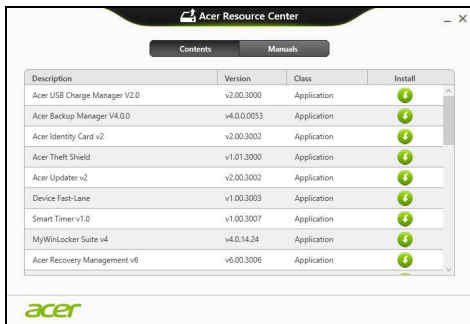 Acer Resource Center
Contents Manuals
Description Version Class Install
Acer USB Charge Manager V2.0 v2.00.3000 Application
Acer Backup Manager V4.0.0 v4.0.0.0053 Application
Acer Identity Card v2 v2.00.3002 Application
Acer Theft Shield v1.01.3000 Application
Acer Updater v2 v2.00.3002 Application
Device Fast-Lane v1.00.3003 Application
Smart Timer v1.0 v1.00.3007 Application
MyWinLocker Suite v4 v4.0.14.24 Application
Acer Recovery Management v6 v6.00.3006 Application
acer